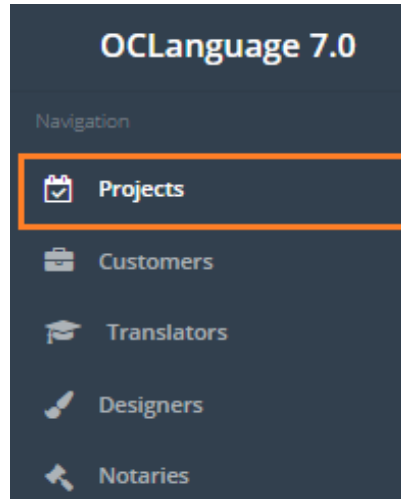 OCLanguage 7.0
Navigation
Projects
Customers
Translators
Designers
Notaries